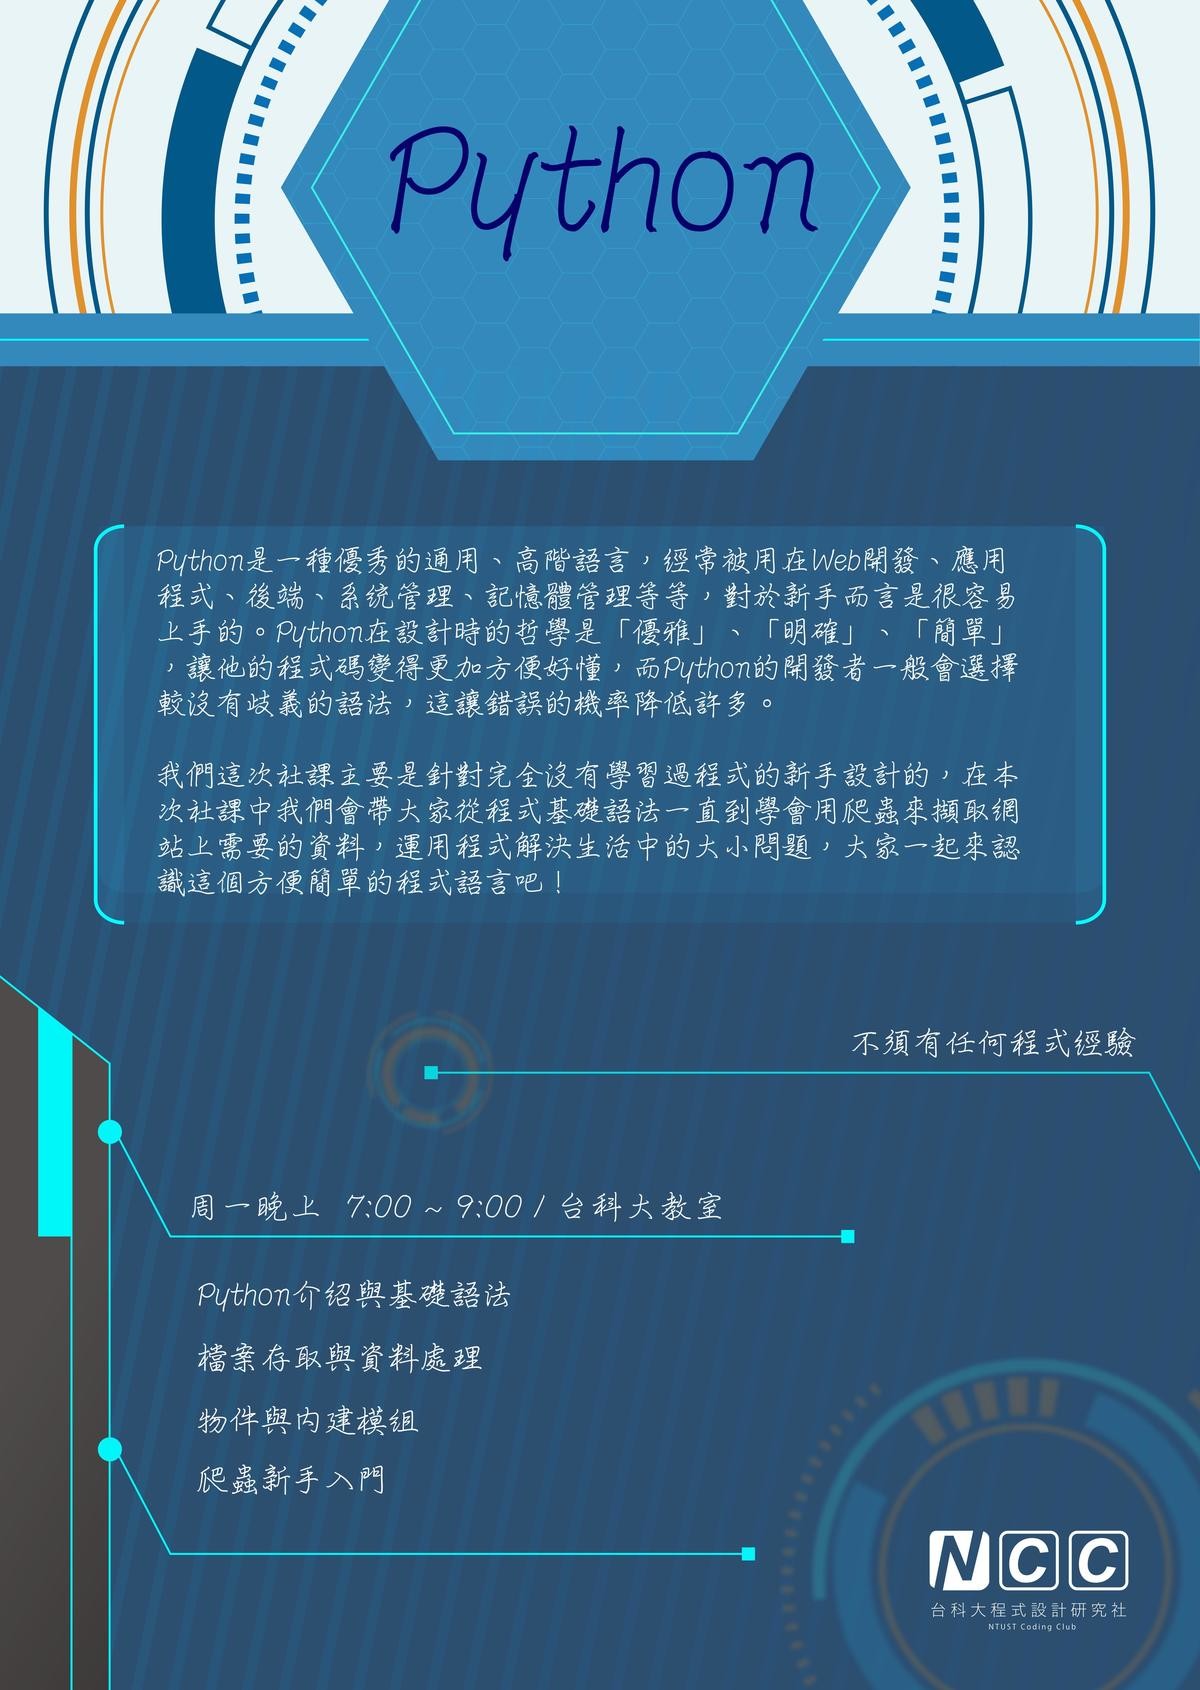 Python
Python是一種優秀的通用、高階語言，經常被用在Web開發、應用
程式、後端、系統管理、記憶體管理等等，對於新手而言是很容易
上手的。Python在設計時的哲學是「優雅」、「明確」、「簡單」
，讓他的程式碼變得更加方便好懂，而Python的開發者一般會選擇
較沒有歧義的語法，這讓錯誤的機率降低許多。
我們這次社課主要是針對完全沒有學習過程式的新手設計的，在本
次社課中我們會帶大家從程式基礎語法一直到學會用爬蟲來擷取網
站上需要的資料，運用程式解決生活中的大小問題，大家一起來認
識這個方便簡單的程式語言吧！
不須有任何程式經驗
周一晚上 7:00 ~ 9:00 / 台科大教室
Python介紹與基礎語法
檔案存取與資料處理
物件與內建模組
爬蟲新手入門
NCC
台科大程式設計研究社
NTUST Coding Club